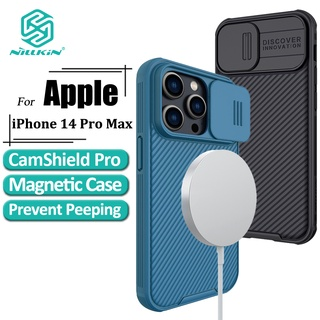 NILLKIN
For Apple
iPhone 14 Pro Max
CamShield Pro
Magnetic Case
Prevent Peeping
DISCOVER
INNOVATION